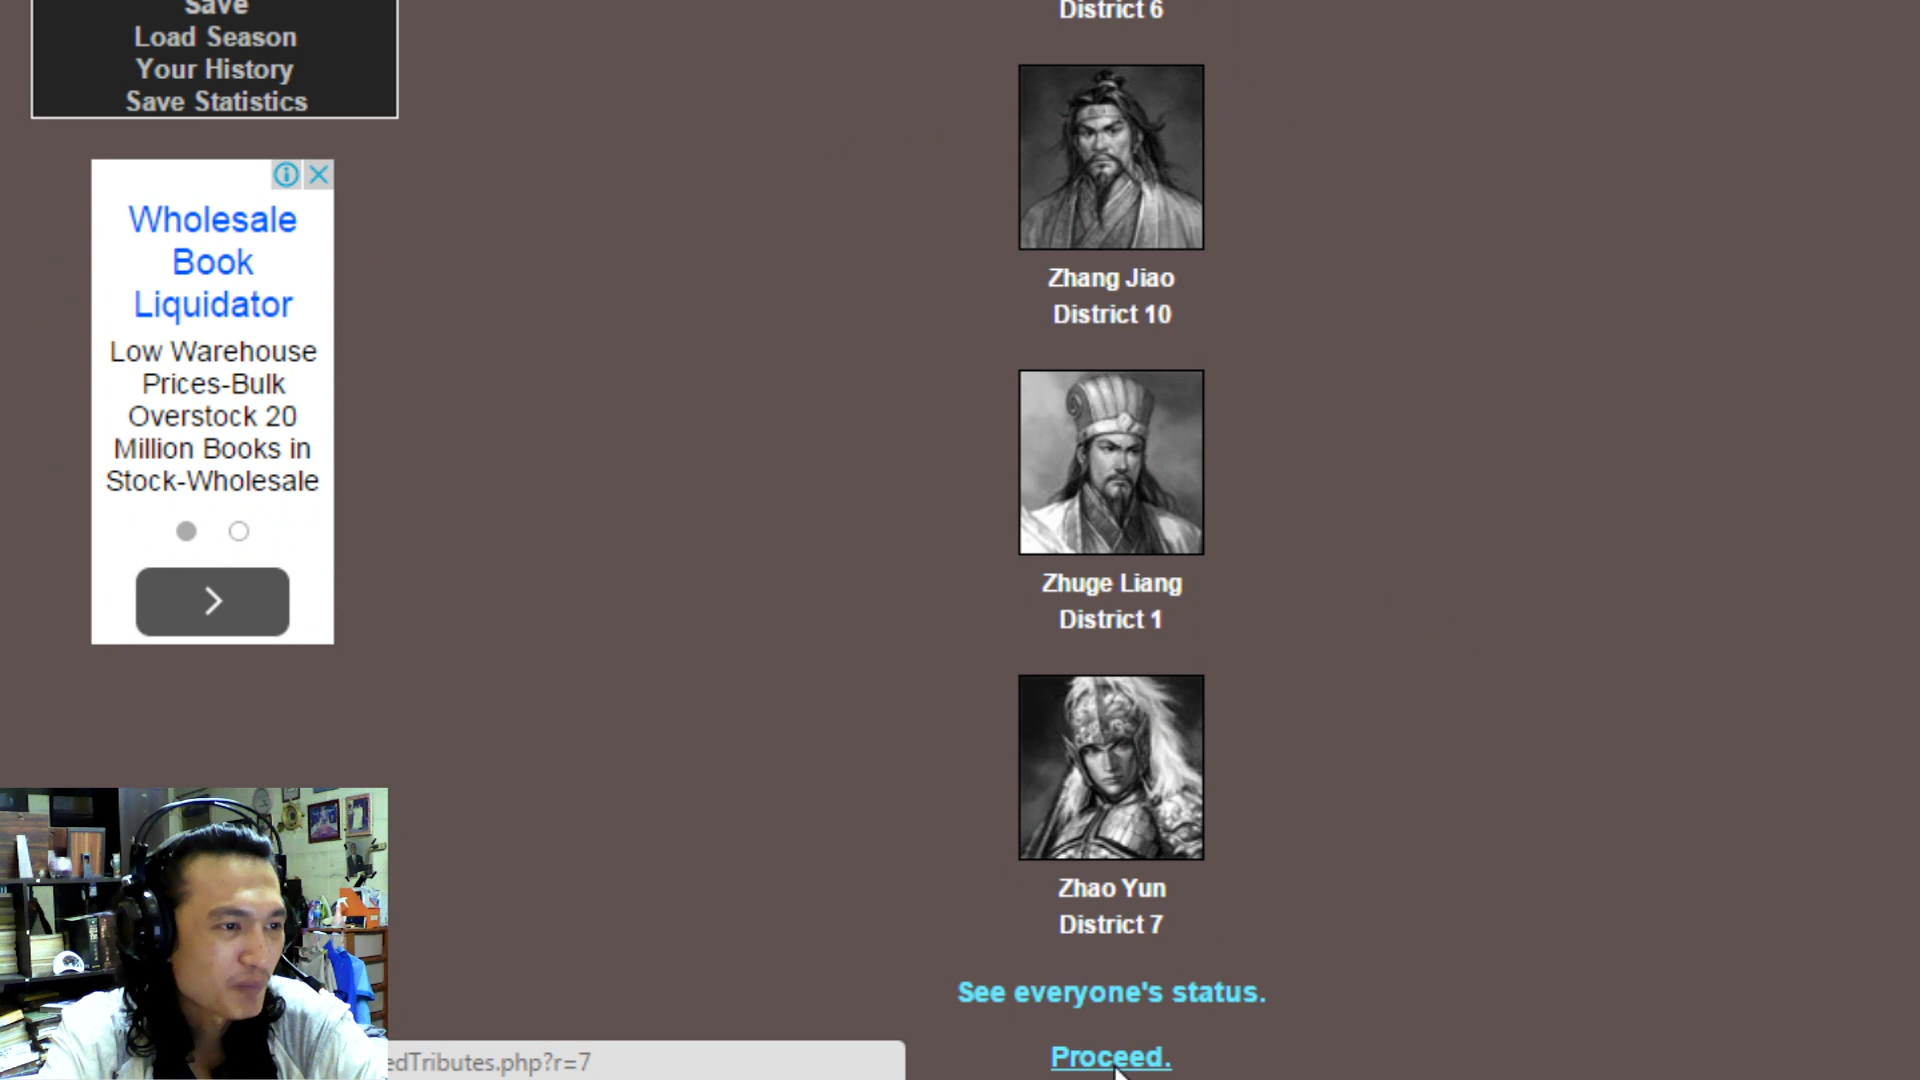 Save
Load Season
Your History
Save Statistics
Wholesale
Book
Liquidator
Low Warehouse
Prices-Bulk
Overstock 20
Million Books in
Stock-Wholesale
District 6
Zhang Jiao
District 10
Zhuge Liang
District 1
Zhao Yun
District 7
See everyone's status.
Proceed.
edTributes.php?r=7